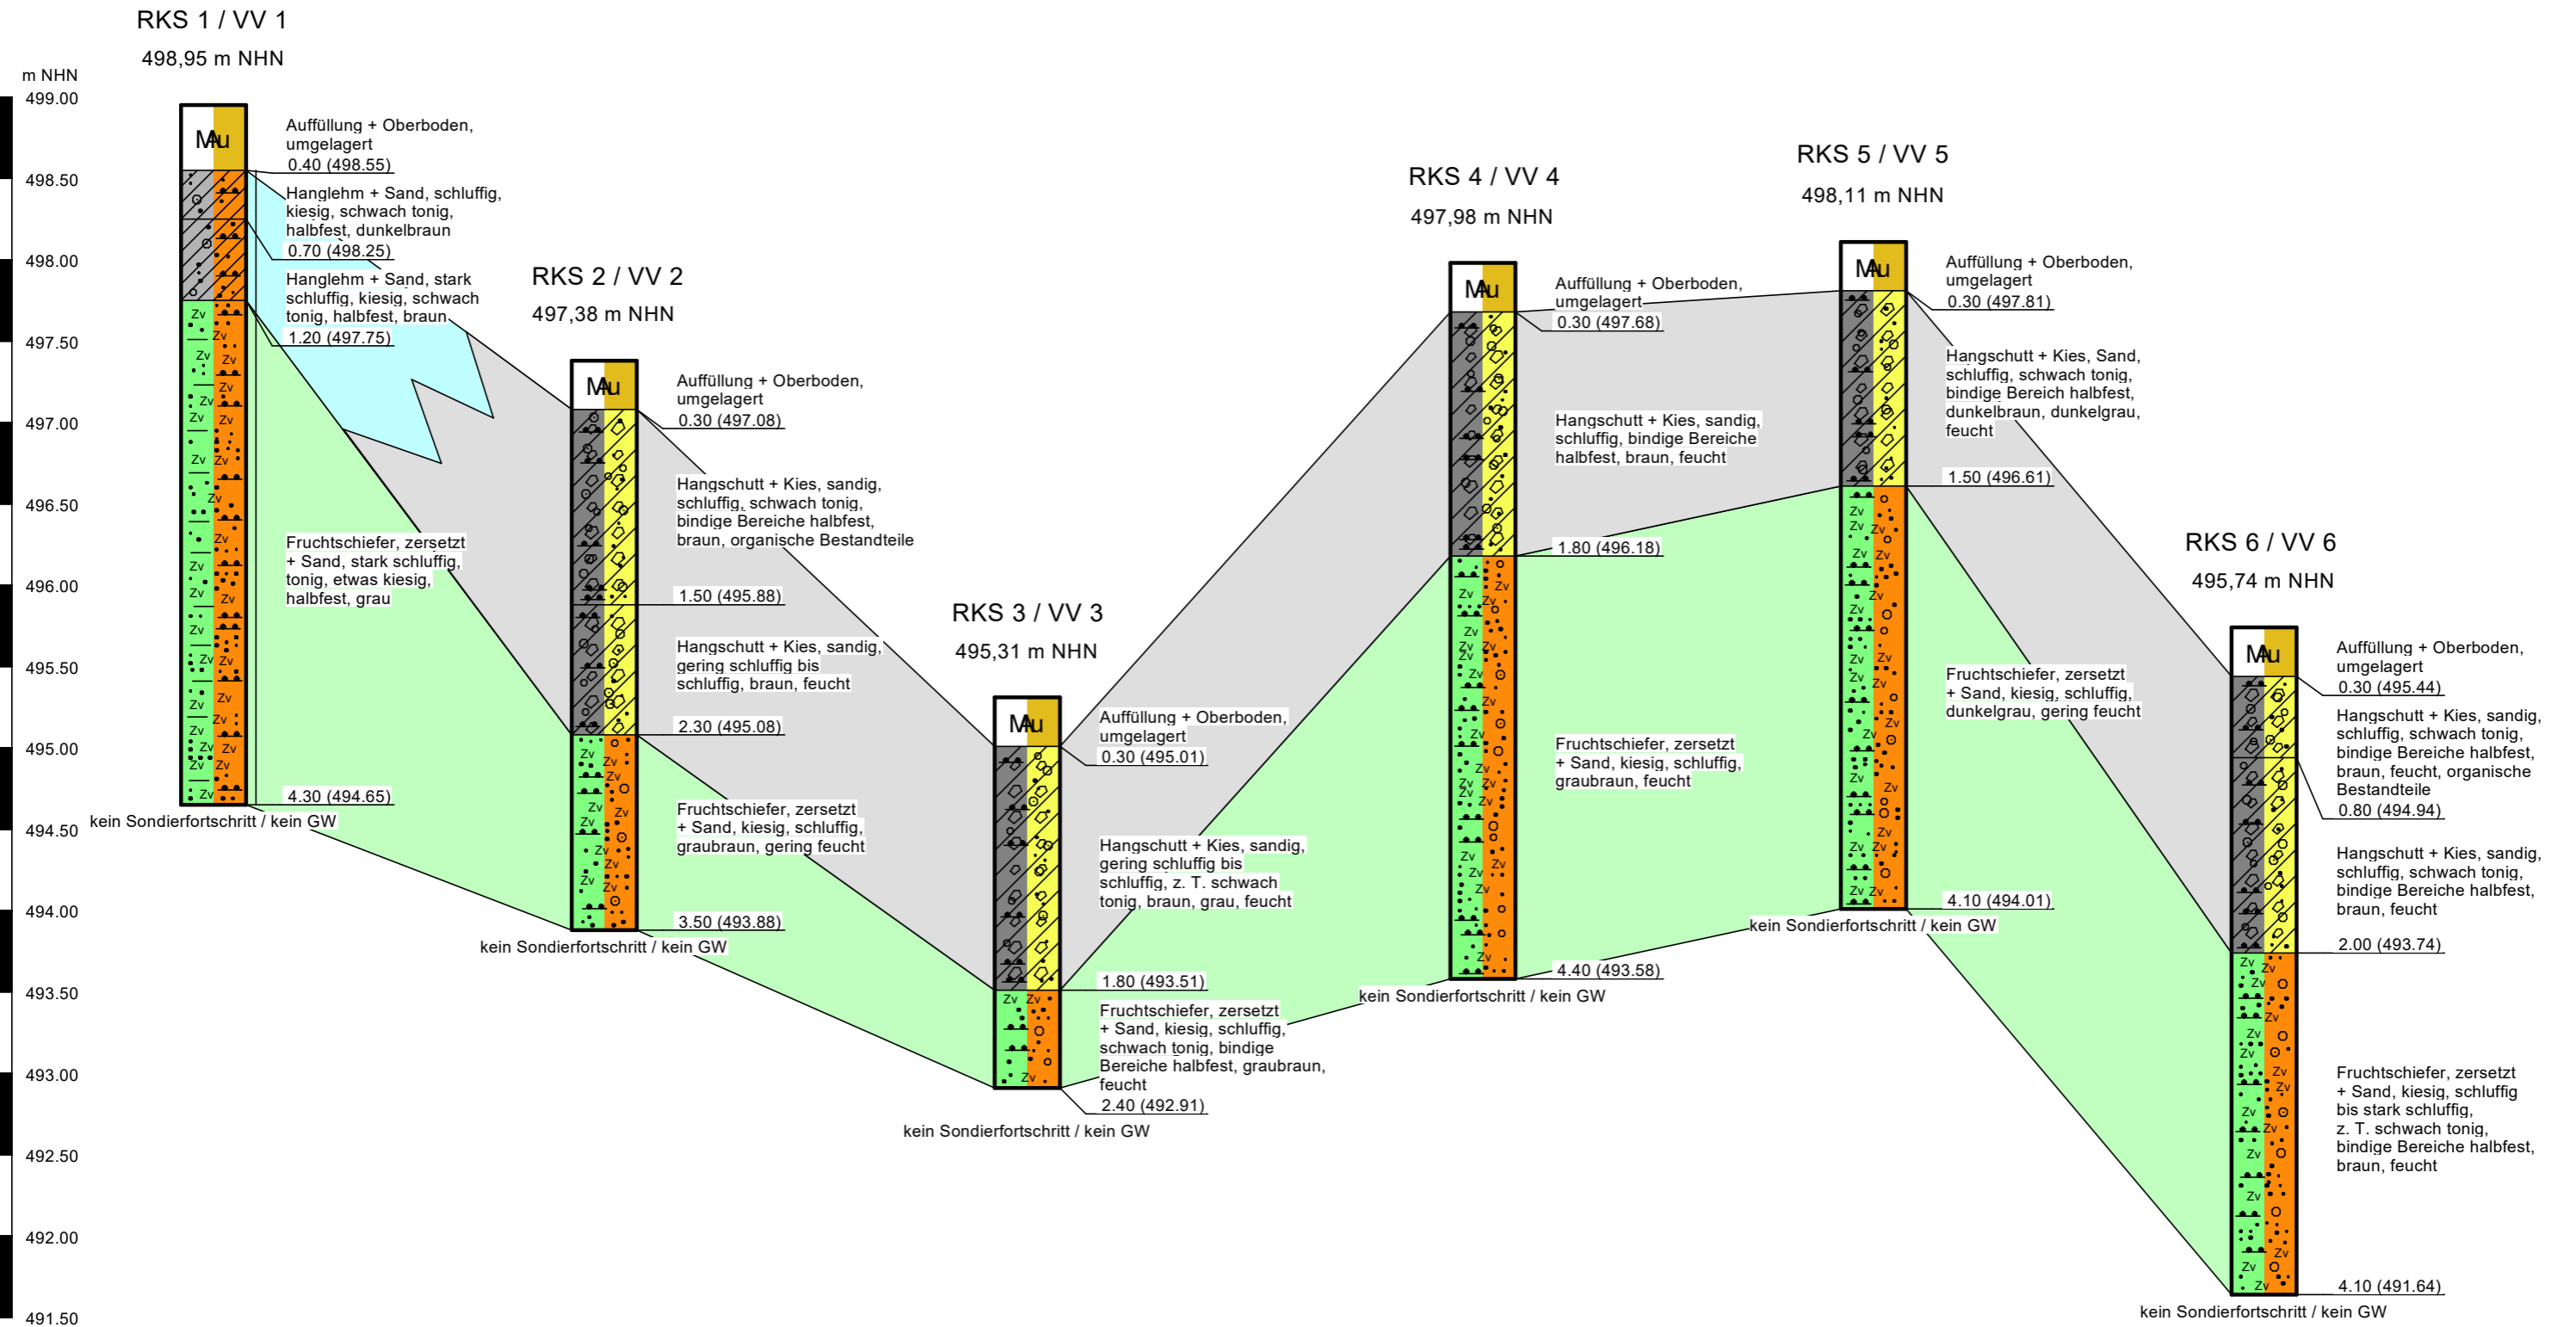 RKS 1 / VV 1
498,95 m NHN
m NHN
499.00
498.50
498.00
497.50
497.00
496.50
496.00
495.50
495.00
494.50
494.00
493.50
493.00
492.50
492.00
491.50
Mu
Au
Auffüllung + Oberboden,
umgelagert
0.40 (498.55)
Hanglehm + Sand, schluffig,
kiesig, schwach tonig,
halbfest, dunkelbraun
0.70 (498.25)
Hanglehm + Sand, stark
schluffig, kiesig, schwach
tonig, halbfest, braun
1.20 (497.75)
Fruchtschiefer, zersetzt
+ Sand, stark schluffig,
tonig, etwas kiesig,
halbfest, grau
4.30 (494.65)
kein Sondierfortschritt / kein GW
RKS 2 / VV 2
497,38 m NHN
Mu
Au
Auffüllung + Oberboden,
umgelagert
0.30 (497.08)
Hangschutt + Kies, sandig,
schluffig, schwach tonig,
bindige Bereiche halbfest,
braun, organische Bestandteile
1.50 (495.88)
Hangschutt + Kies, sandig,
gering schluffig bis
schluffig, braun, feucht
2.30 (495.08)
Fruchtschiefer, zersetzt
+ Sand, kiesig, schluffig,
graubraun, gering feucht
3.50 (493.88)
kein Sondierfortschritt / kein GW
RKS 3 / VV 3
495,31 m NHN
Mu
Au
Auffüllung + Oberboden,
umgelagert
0.30 (495.01)
Hangschutt + Kies, sandig,
gering schluffig bis
schluffig, z. T. schwach
tonig, braun, grau, feucht
1.80 (493.51)
Fruchtschiefer, zersetzt
+ Sand, kiesig, schluffig,
schwach tonig, bindige
Bereiche halbfest, graubraun,
feucht
2.40 (492.91)
kein Sondierfortschritt / kein GW
RKS 4 / VV 4
497,98 m NHN
Mu
Au
Auffüllung + Oberboden,
umgelagert
0.30 (497.68)
Hangschutt + Kies, sandig,
schluffig, bindige Bereiche
halbfest, braun, feucht
1.80 (496.18)
Fruchtschiefer, zersetzt
+ Sand, kiesig, schluffig,
graubraun, feucht
4.40 (493.58)
kein Sondierfortschritt / kein GW
RKS 5 / VV 5
498,11 m NHN
Mu
Au
Auffüllung + Oberboden,
umgelagert
0.30 (497.81)
Hangschutt + Kies, Sand,
schluffig, schwach tonig,
bindige Bereich halbfest,
dunkelbraun, dunkelgrau,
feucht
1.50 (496.61)
Fruchtschiefer, zersetzt
+ Sand, kiesig, schluffig,
dunkelgrau, gering feucht
4.10 (494.01)
kein Sondierfortschritt / kein GW
RKS 6 / VV 6
495,74 m NHN
Mu
Au
Auffüllung + Oberboden,
umgelagert
0.30 (495.44)
Hangschutt + Kies, sandig,
schluffig, schwach tonig,
bindige Bereiche halbfest,
braun, feucht, organische
Bestandteile
0.80 (494.94)
Hangschutt + Kies, sandig,
schluffig, schwach tonig,
bindige Bereiche halbfest,
braun, feucht
2.00 (493.74)
Fruchtschiefer, zersetzt
+ Sand, kiesig, schluffig
bis stark schluffig,
z. T. schwach tonig,
bindige Bereiche halbfest,
braun, feucht
4.10 (491.64)
kein Sondierfortschritt / kein GW